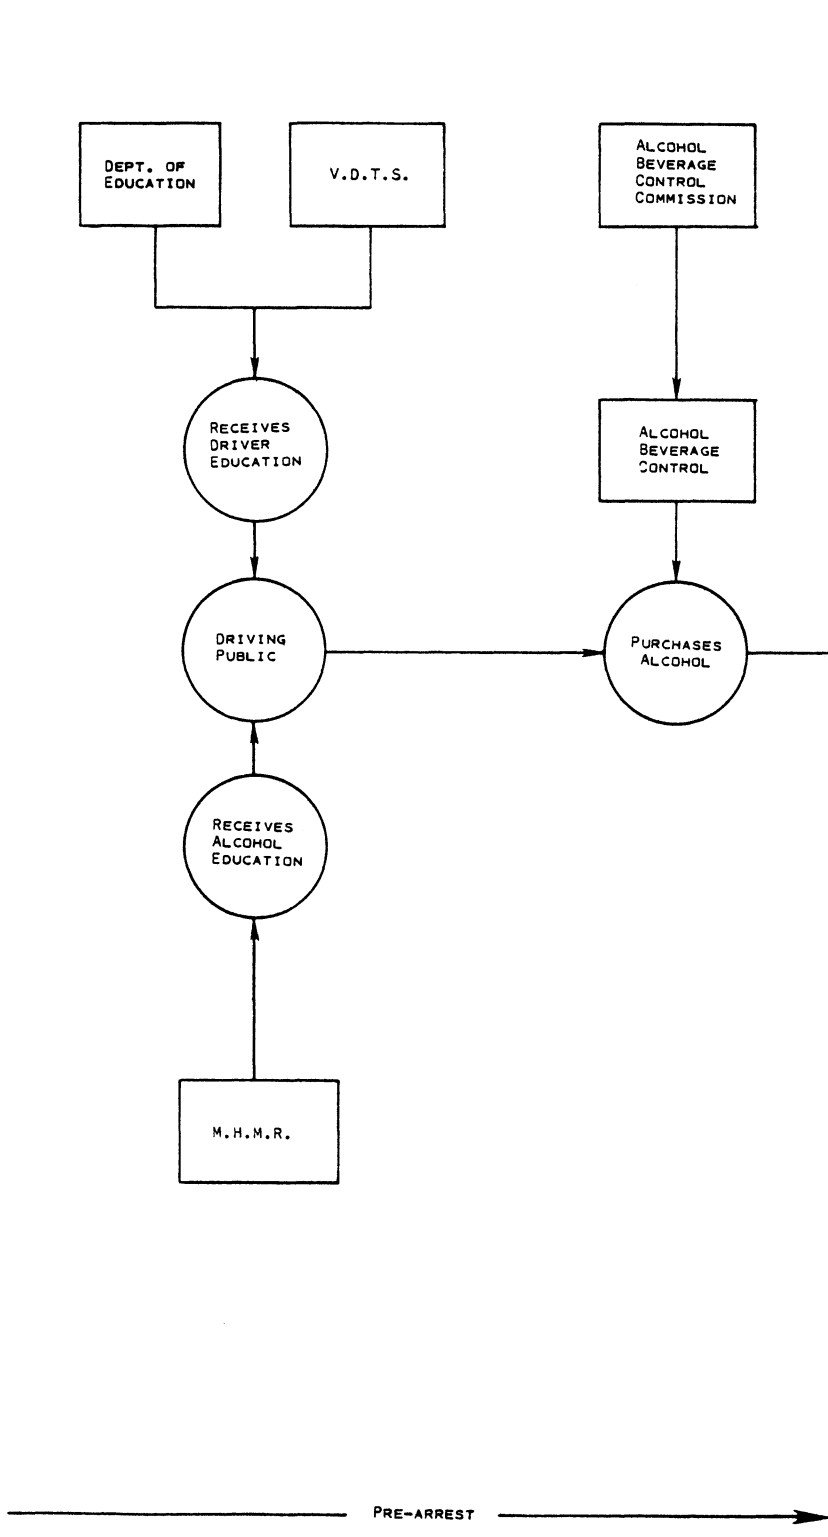 DEPT. OF
EDUCATION
V.D.T.S.
ALCOHOL
BEVERAGE
CONTROL
COMMISSION
RECEIVES
DRIVER
EDUCATION
ALCOHOL
BEVERAGE
CONTROL
DRIVING
PUBLIC
PURCHASES
ALCOHOL
RECEIVES
ALCOHOL
EDUCATION
M.H.M.R.
PRE-ARREST